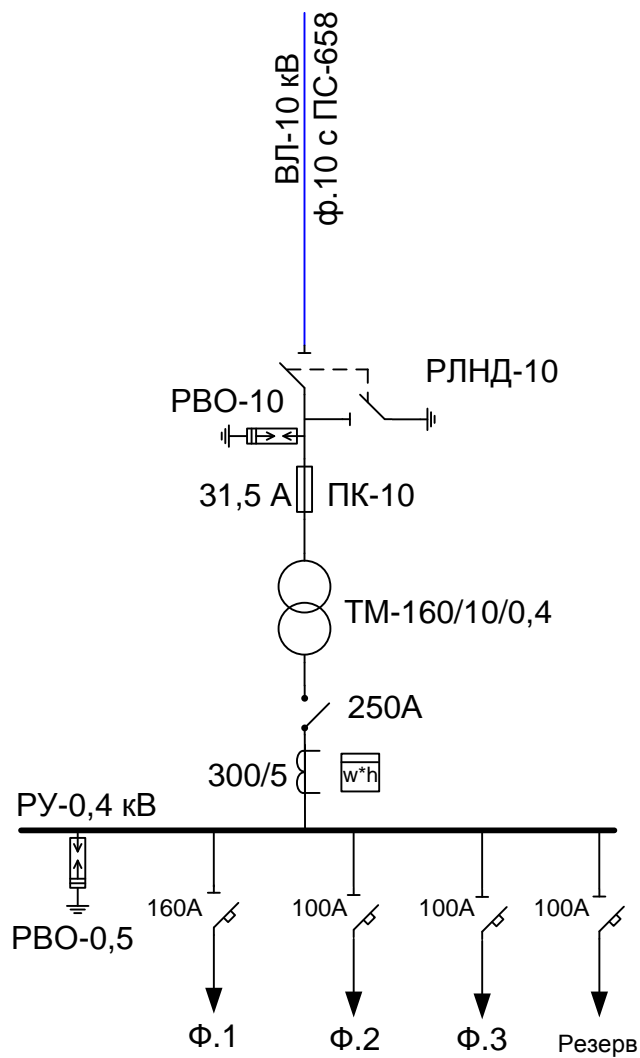 ВЛ-10 кВ
ф.10 с ПС-658
РЛНД-10
РВО-10
31,5 А
ПК-10
ТМ-160/10/0,4
250А
300/5
w*h
РУ-0,4 кВ
160А
100А
100А
100А
РВО-0,5
Ф.1
Ф.2
Ф.3
Резерв